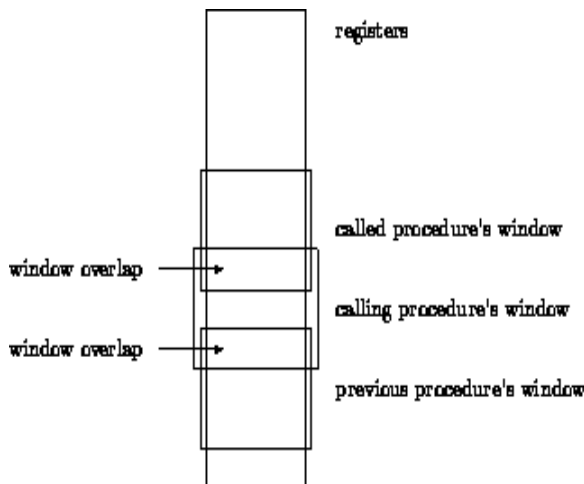 registers
called procedure's window
window overlap
calling procedure's window
window overlap
previous procedure's window